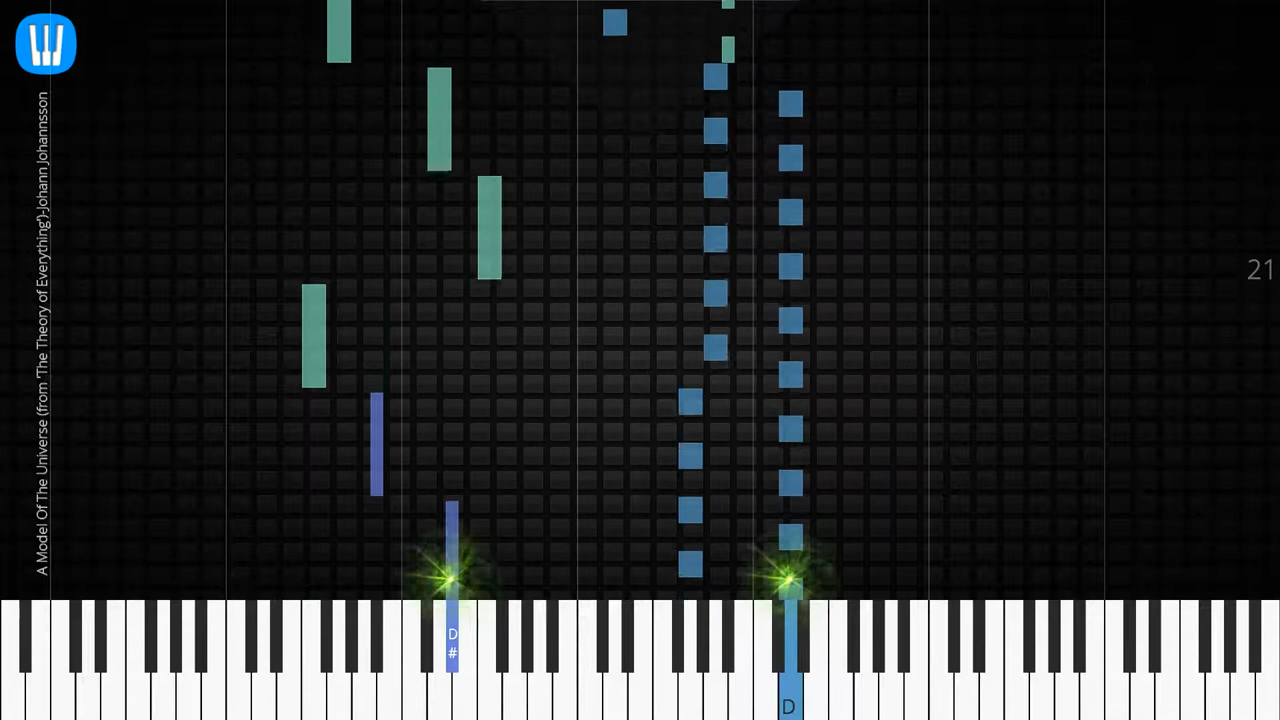 A Model Of The Universe (from 'The Theory of Everything')-Johann Johannsson
21
D
#
D